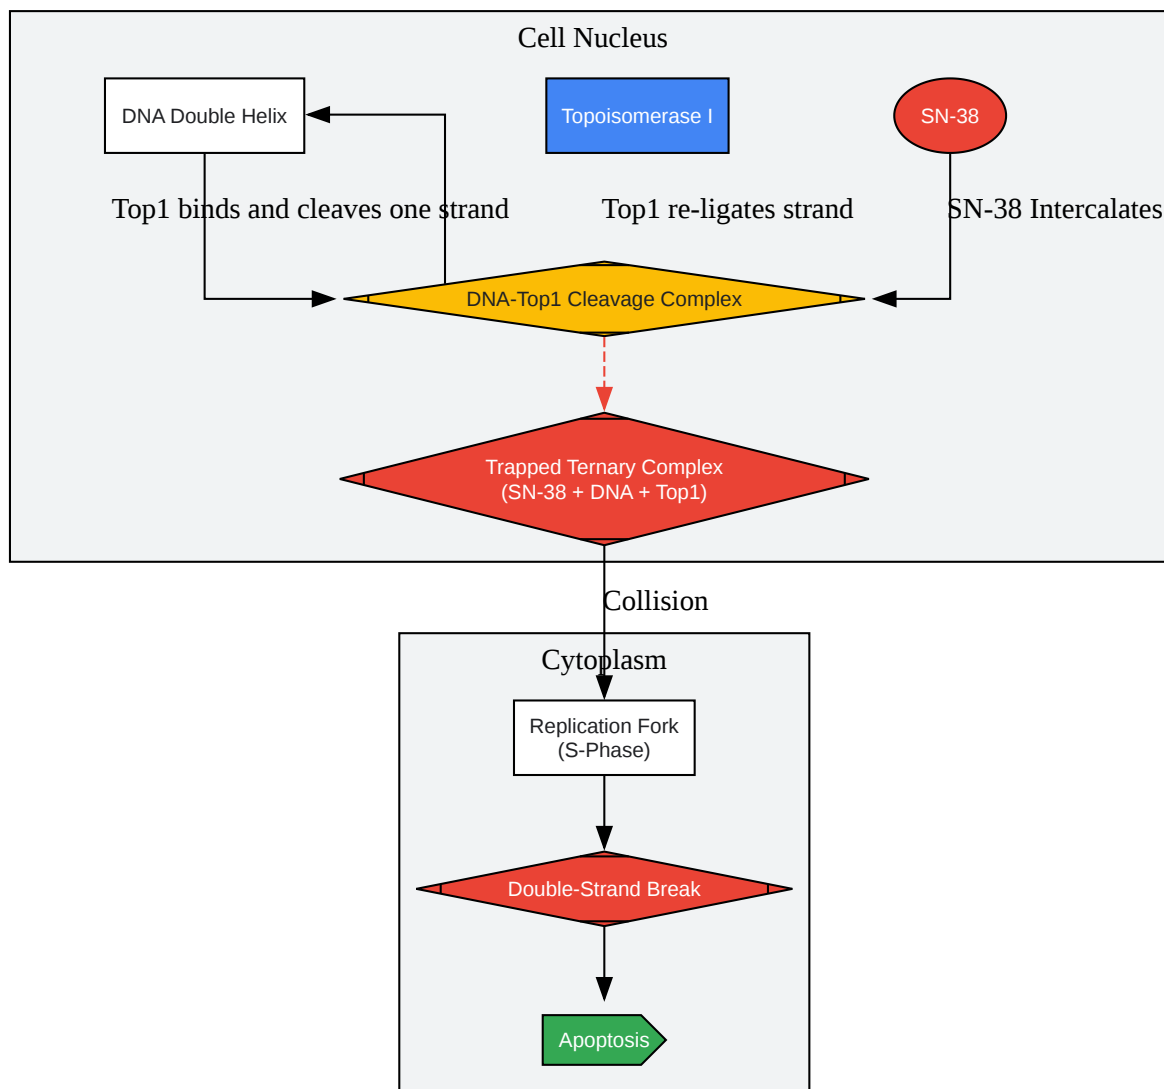 Cell Nucleus
DNA Double Helix
Topoisomerase I
SN-38
Top1 binds and cleaves one strand
Top1 re-ligates strand
SN-38 Intercalates
DNA-Top1 Cleavage Complex
Trapped Ternary Complex
(SN-38 + DNA + Top1)
Collision
Cytoplasm
Replication Fork
(S-Phase)
Double-Strand Break
Apoptosis